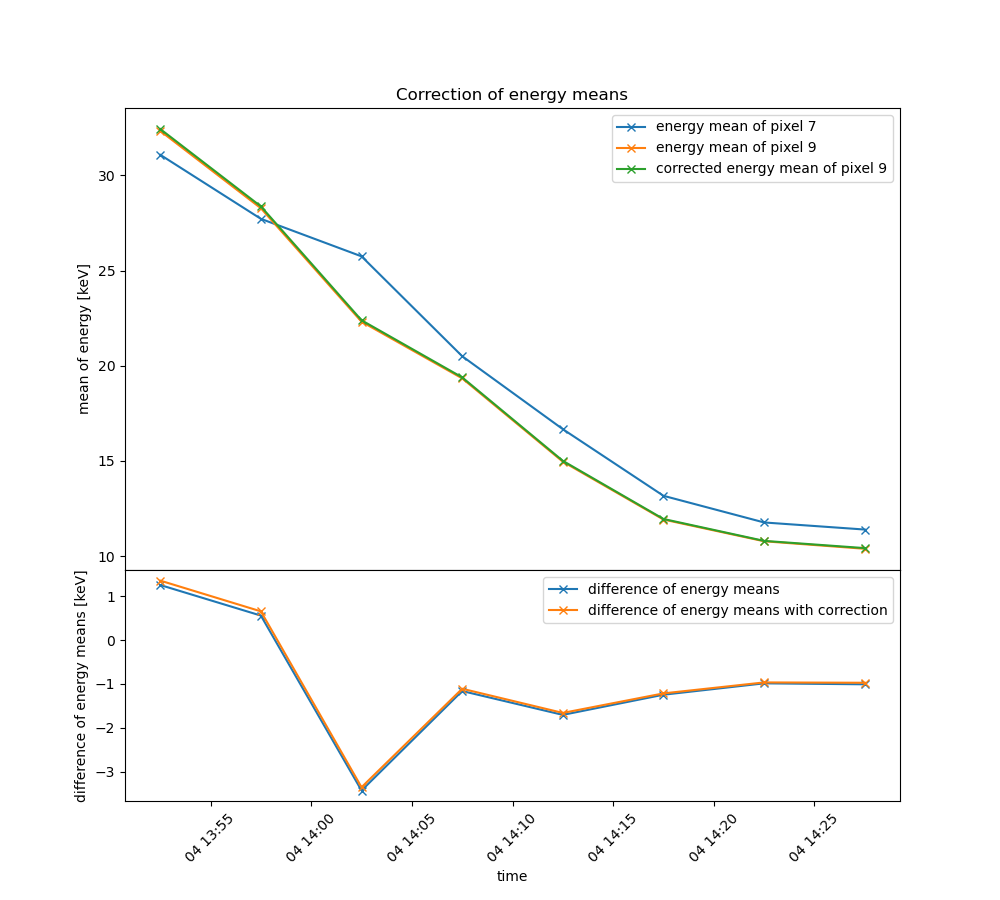 Correction of energy means
energy mean of pixel 7
energy mean of pixel 9
corrected energy mean of pixel 9
mean of energy [keV]
30
25
20
15
10
difference of energy means
difference of energy means with correction
difference of energy means [keV]
1
0
−1
−2
−3
04 13:55
04 14:00
04 14:05
04 14:10
04 14:15
04 14:20
04 14:25
time